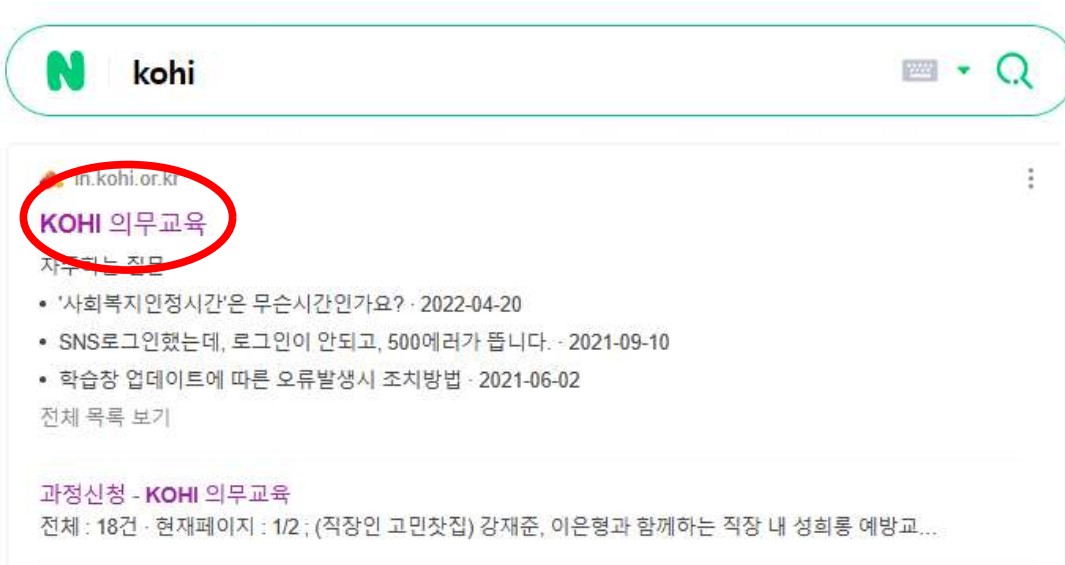 N kohi
in.kohi.or.kr
KOHI 의무교육
자주하는 질문
• '사회복지인정시간'은 무슨시간인가요? · 2022-04-20
• SNS로그인했는데, 로그인이 안되고, 500에러가 뜹니다. · 2021-09-10
• 학습창 업데이트에 따른 오류발생시 조치방법 · 2021-06-02
전체 목록 보기
과정신청 - KOHI 의무교육
전체 : 18건 · 현재페이지 : 1/2 ; (직장인 고민찻집) 강재준, 이은형과 함께하는 직장 내 성희롱 예방교...